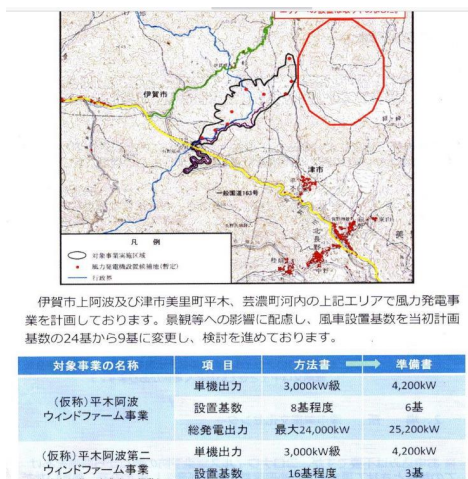 伊賀市
津市
一般国道163号
北長野
美
凡 例
対象事業実施区域
風力発電機設置候補地(暫定)
行政界
伊賀市上阿波及び津市美里町平木、芸濃町河内の上記エリアで風力発電事
業を計画しております。景観等への影響に配慮し、風車設置基数を当初計画
基数の24基から9基に変更し、検討を進めております。
対象事業の名称 項 目 方法書 準備書
(仮称)平木阿波
ウィンドファーム事業
単機出力 3,000kW級 4,200kW
設置基数 8基程度 6基
総発電出力 最大24,000kW 25,200kW
(仮称)平木阿波第二
ウィンドファーム事業
単機出力 3,000kW級 4,200kW
設置基数 16基程度 3基